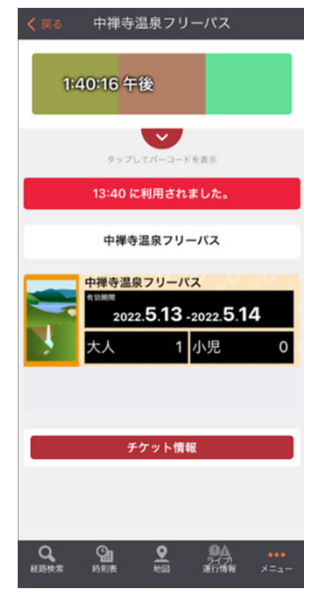 戻る 中禅寺温泉フリーパス
1:40:16 午後
タップしてバーコードを表示
13:40 に利用されました。
中禅寺温泉フリーパス
中禅寺温泉フリーパス
有効期間
2022.5.13 -2022.5.14
大人 1 小児 0
チケット情報
経路検索 時刻表 地図 ライブ!運行情報 メニュー